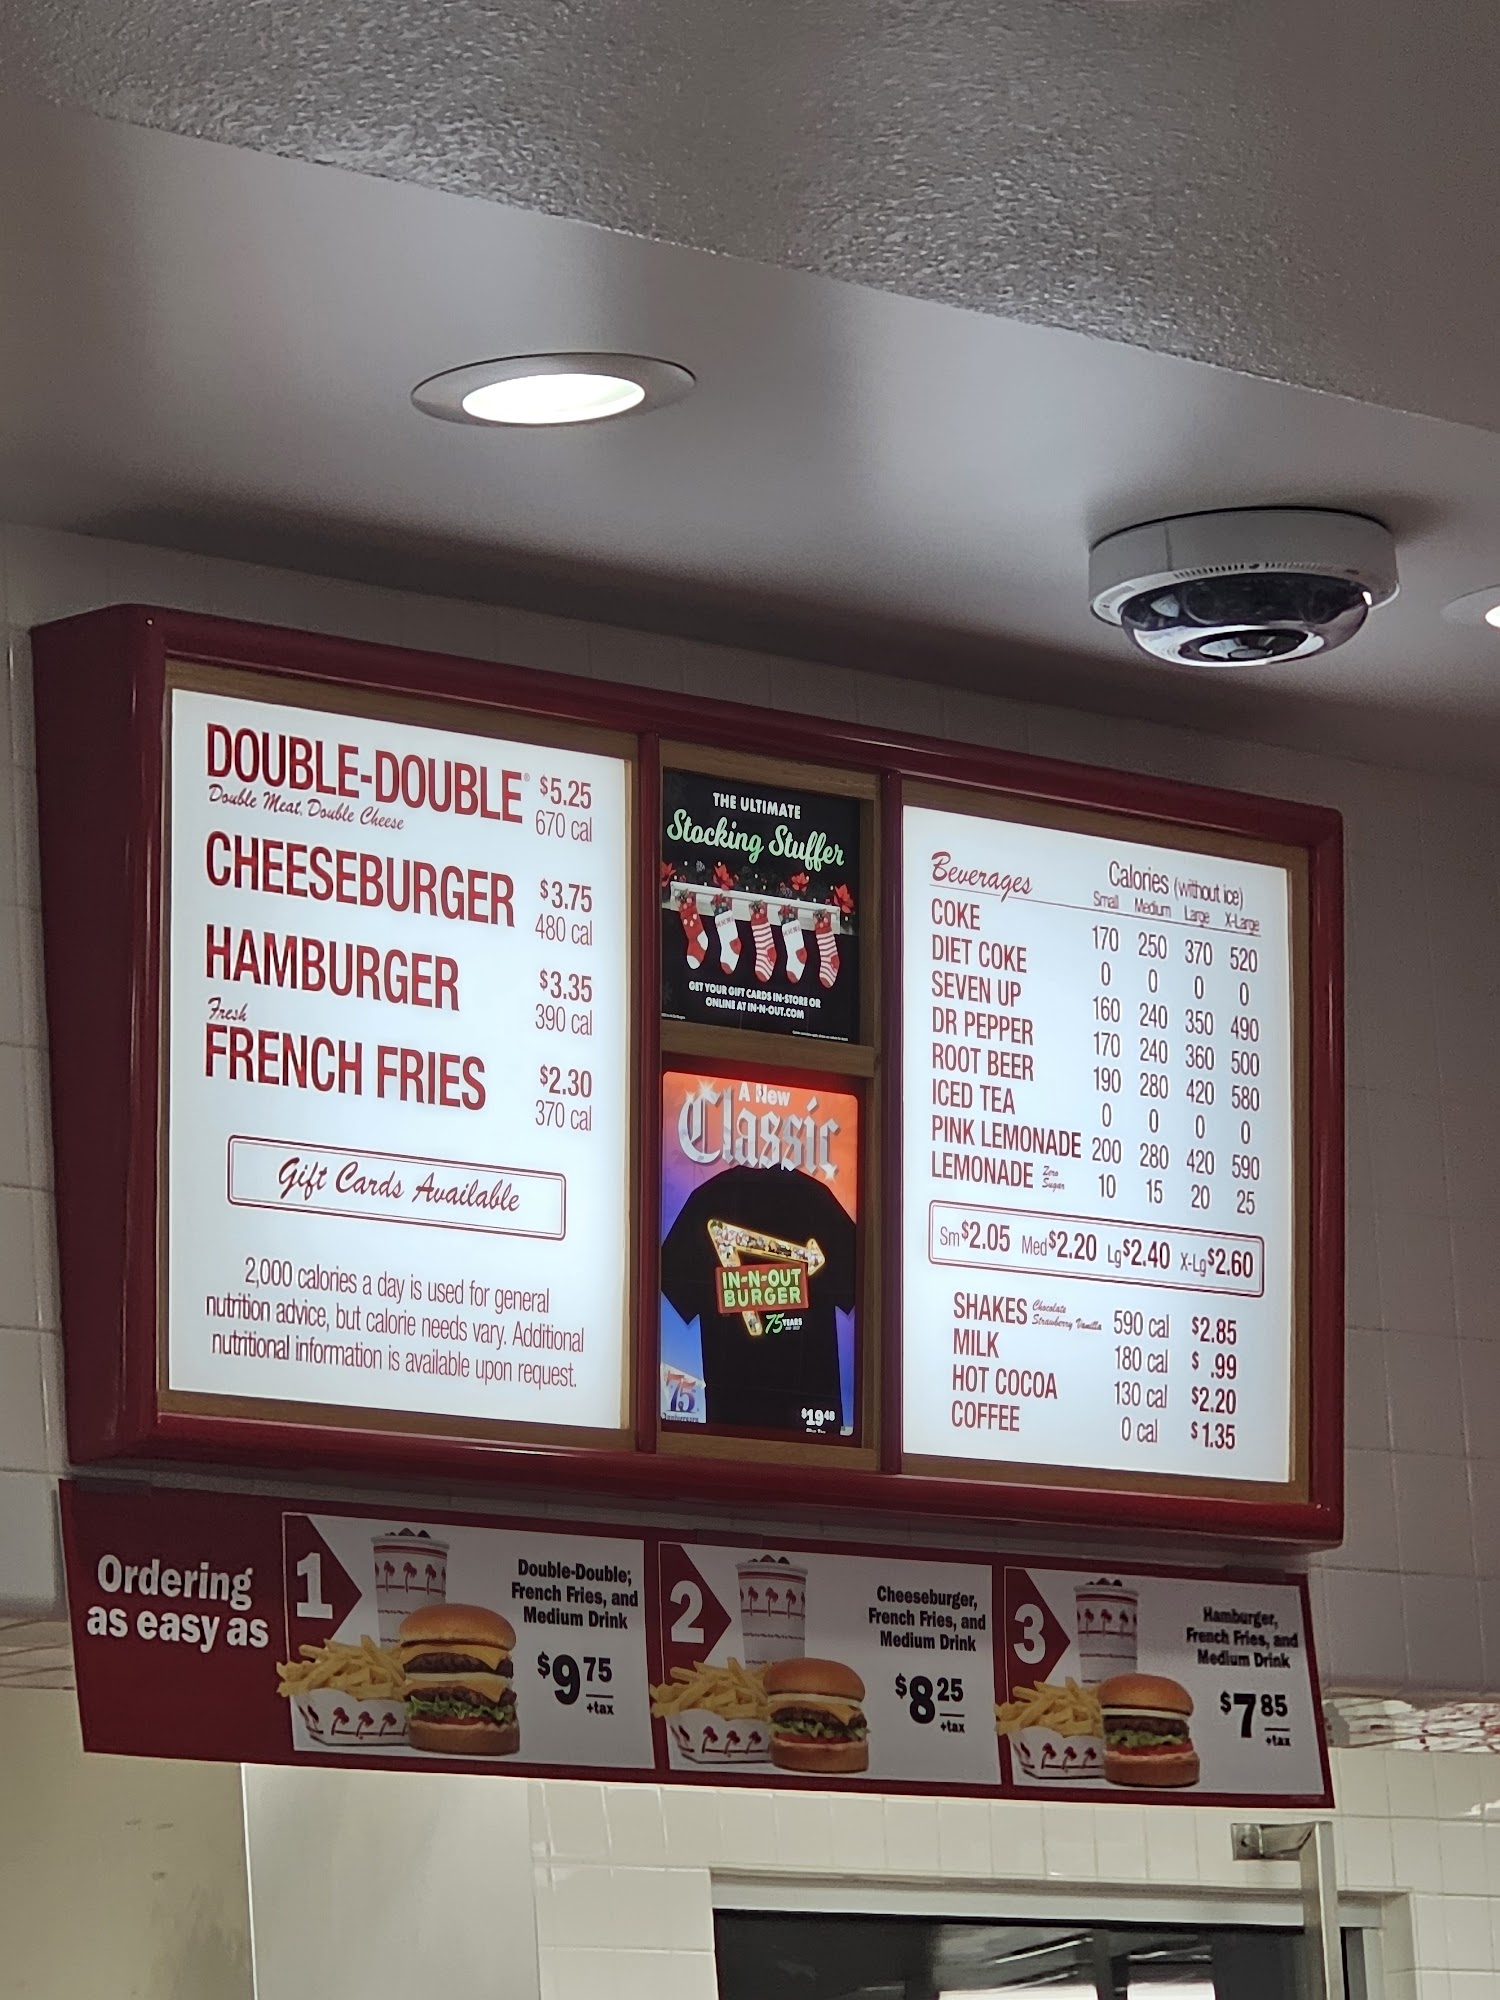 DOUBLE-DOUBLE® $5.25
Double Meat, Double Cheese 670 cal
CHEESEBURGER $3.75
480 cal
HAMBURGER $3.35
390 cal
Fresh
FRENCH FRIES $2.30
370 cal
Gift Cards Available
2,000 calories a day is used for general
nutrition advice, but calorie needs vary. Additional
nutritional information is available upon request.
THE ULTIMATE
Stocking Stuffer
GET YOUR GIFT CARDS IN-STORE OR
ONLINE AT IN-N-OUT.COM
A New
Classic
IN-N-OUT
BURGER
75 YEARS
75
$19.48
Beverages Calories (without ice)
Small Medium Large X-Large
COKE 170 250 370 520
DIET COKE 0 0 0 0
SEVEN UP 160 240 350 490
DR PEPPER 170 240 360 500
ROOT BEER 190 280 420 580
ICED TEA 0 0 0 0
PINK LEMONADE 200 280 420 590
LEMONADE Zero Sugar 10 15 20 25
Sm $2.05 Med $2.20 Lg $2.40 X-Lg $2.60
SHAKES Chocolate Strawberry Vanilla 590 cal $2.85
MILK 180 cal $ .99
HOT COCOA 130 cal $2.20
COFFEE 0 cal $1.35
Ordering
as easy as
1
Double-Double,
French Fries, and
Medium Drink
$9.75
+tax
2
Cheeseburger,
French Fries, and
Medium Drink
$8.25
+tax
3
Hamburger,
French Fries, and
Medium Drink
$7.85
+tax